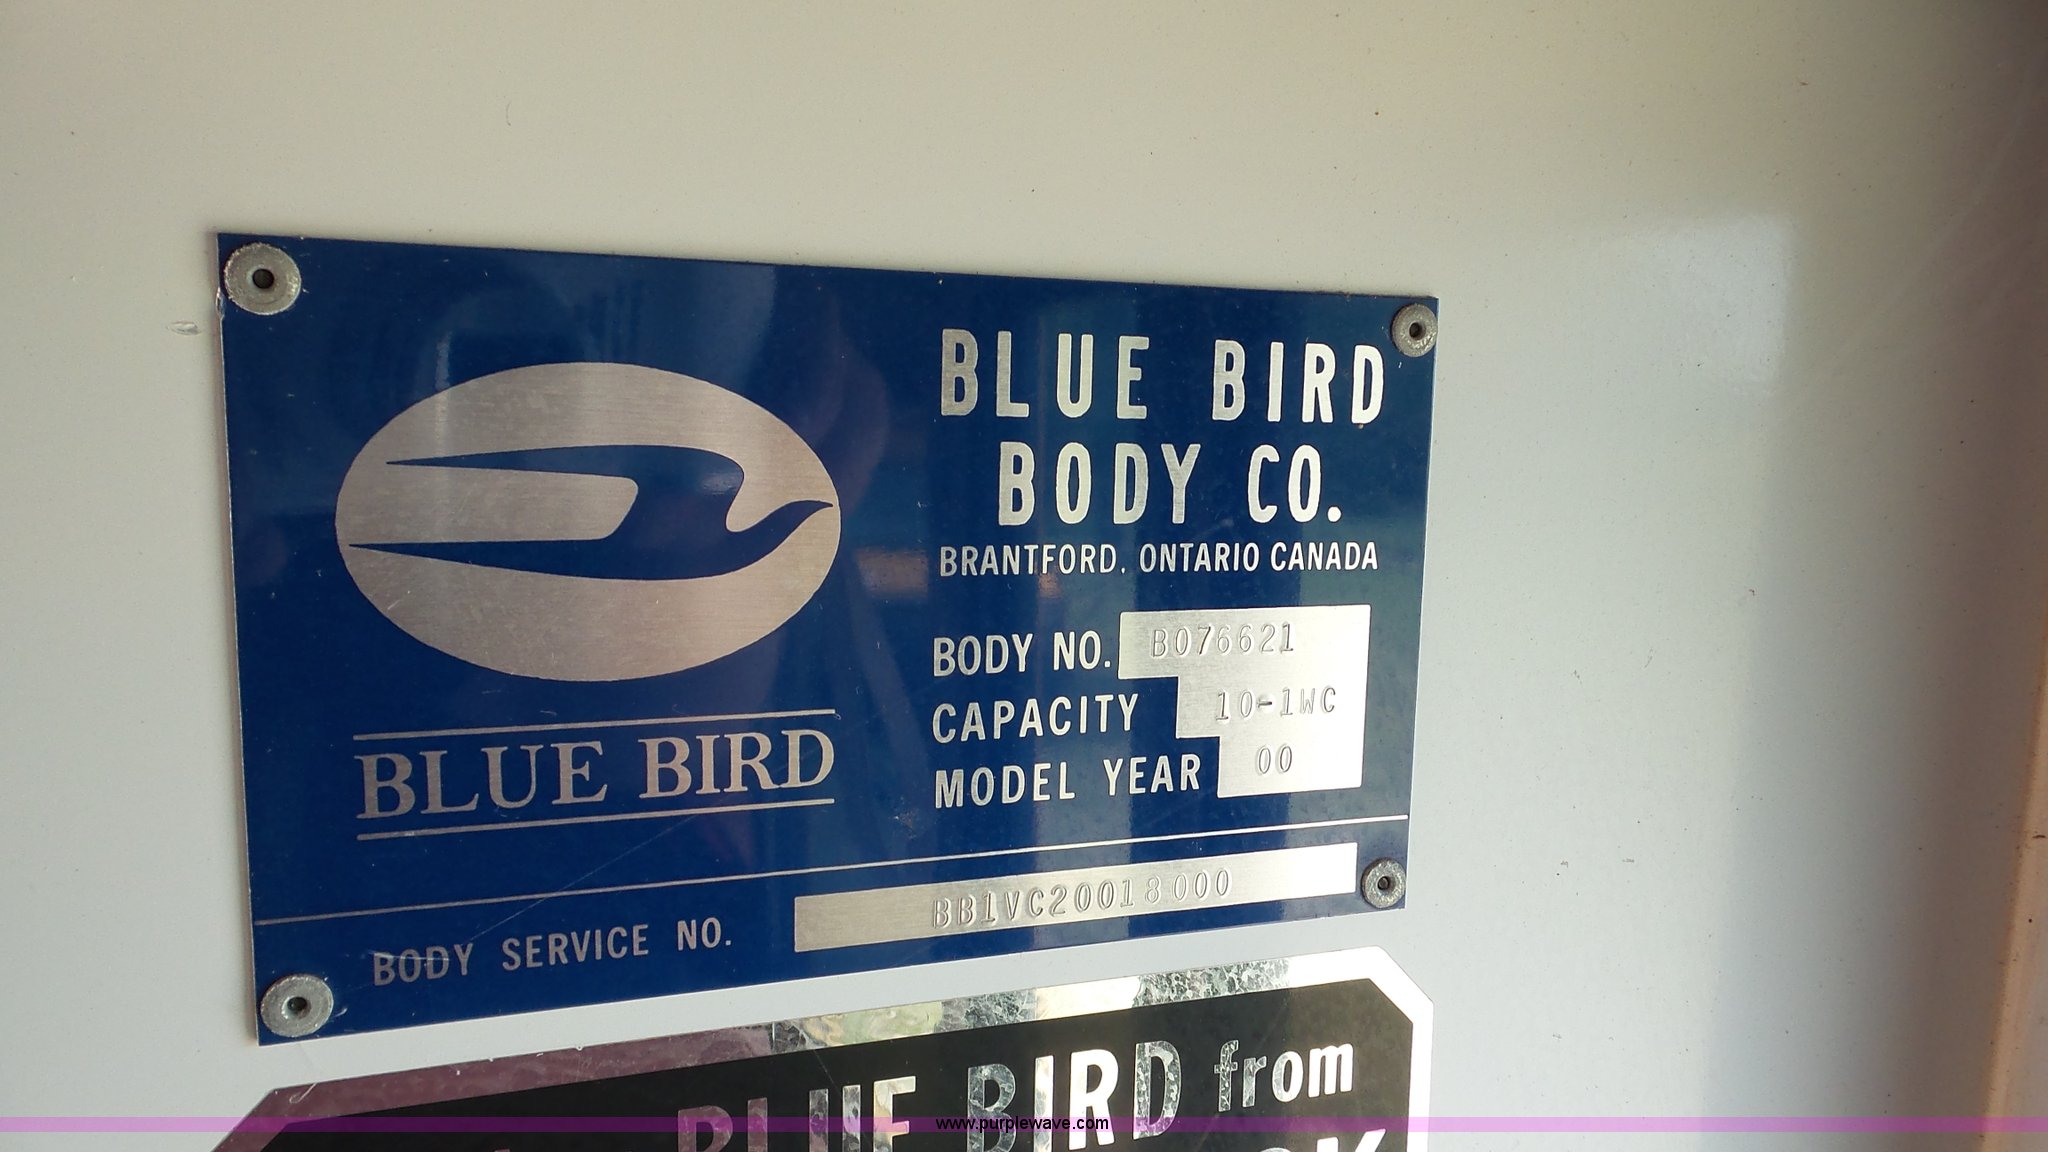 BLUE BIRD
BODY CO.
BRANTFORD, ONTARIO CANADA
BODY NO. B076621
CAPACITY 10-1WC
MODEL YEAR 00
BLUE BIRD
BODY SERVICE NO. BB1VC20018000
BLUE BIRD from
www.purplewave.com